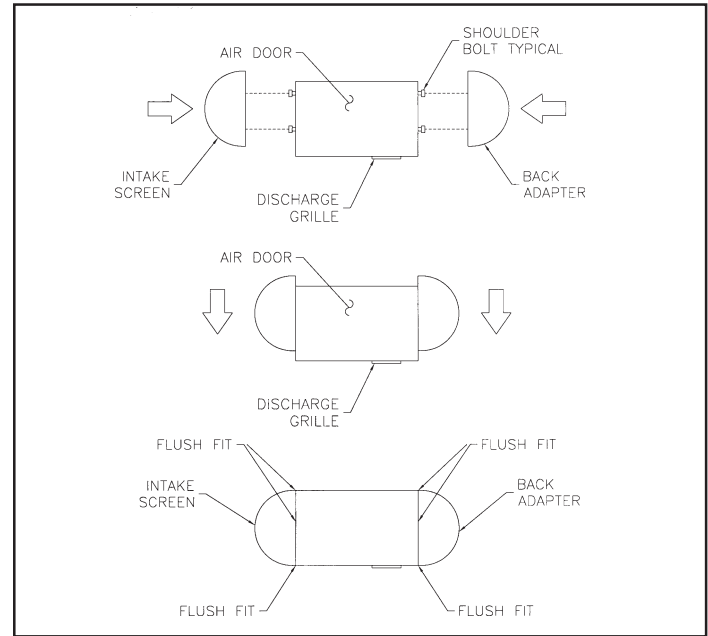 SHOULDER
BOLT TYPICAL
AIR DOOR
INTAKE
SCREEN
BACK
ADAPTER
DISCHARGE
GRILLE
AIR DOOR
DISCHARGE
GRILLE
FLUSH FIT
FLUSH FIT
INTAKE
SCREEN
BACK
ADAPTER
FLUSH FIT
FLUSH FIT